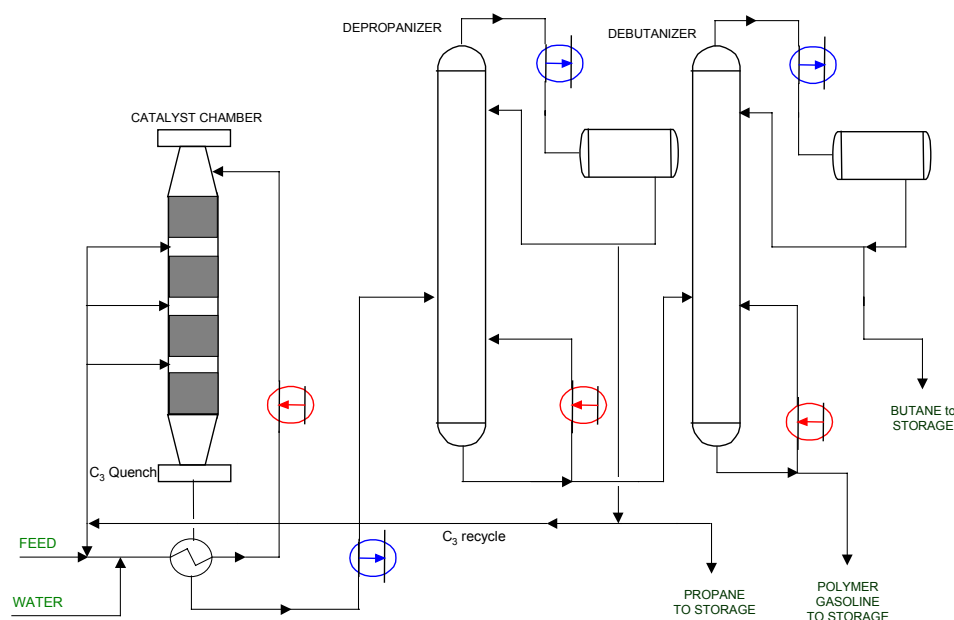 DEPROPANIZER
DEBUTANIZER
CATALYST CHAMBER
C3 Quench
C3 recycle
FEED
WATER
BUTANE to
STORAGE
PROPANE
TO STORAGE
POLYMER
GASOLINE
TO STORAGE